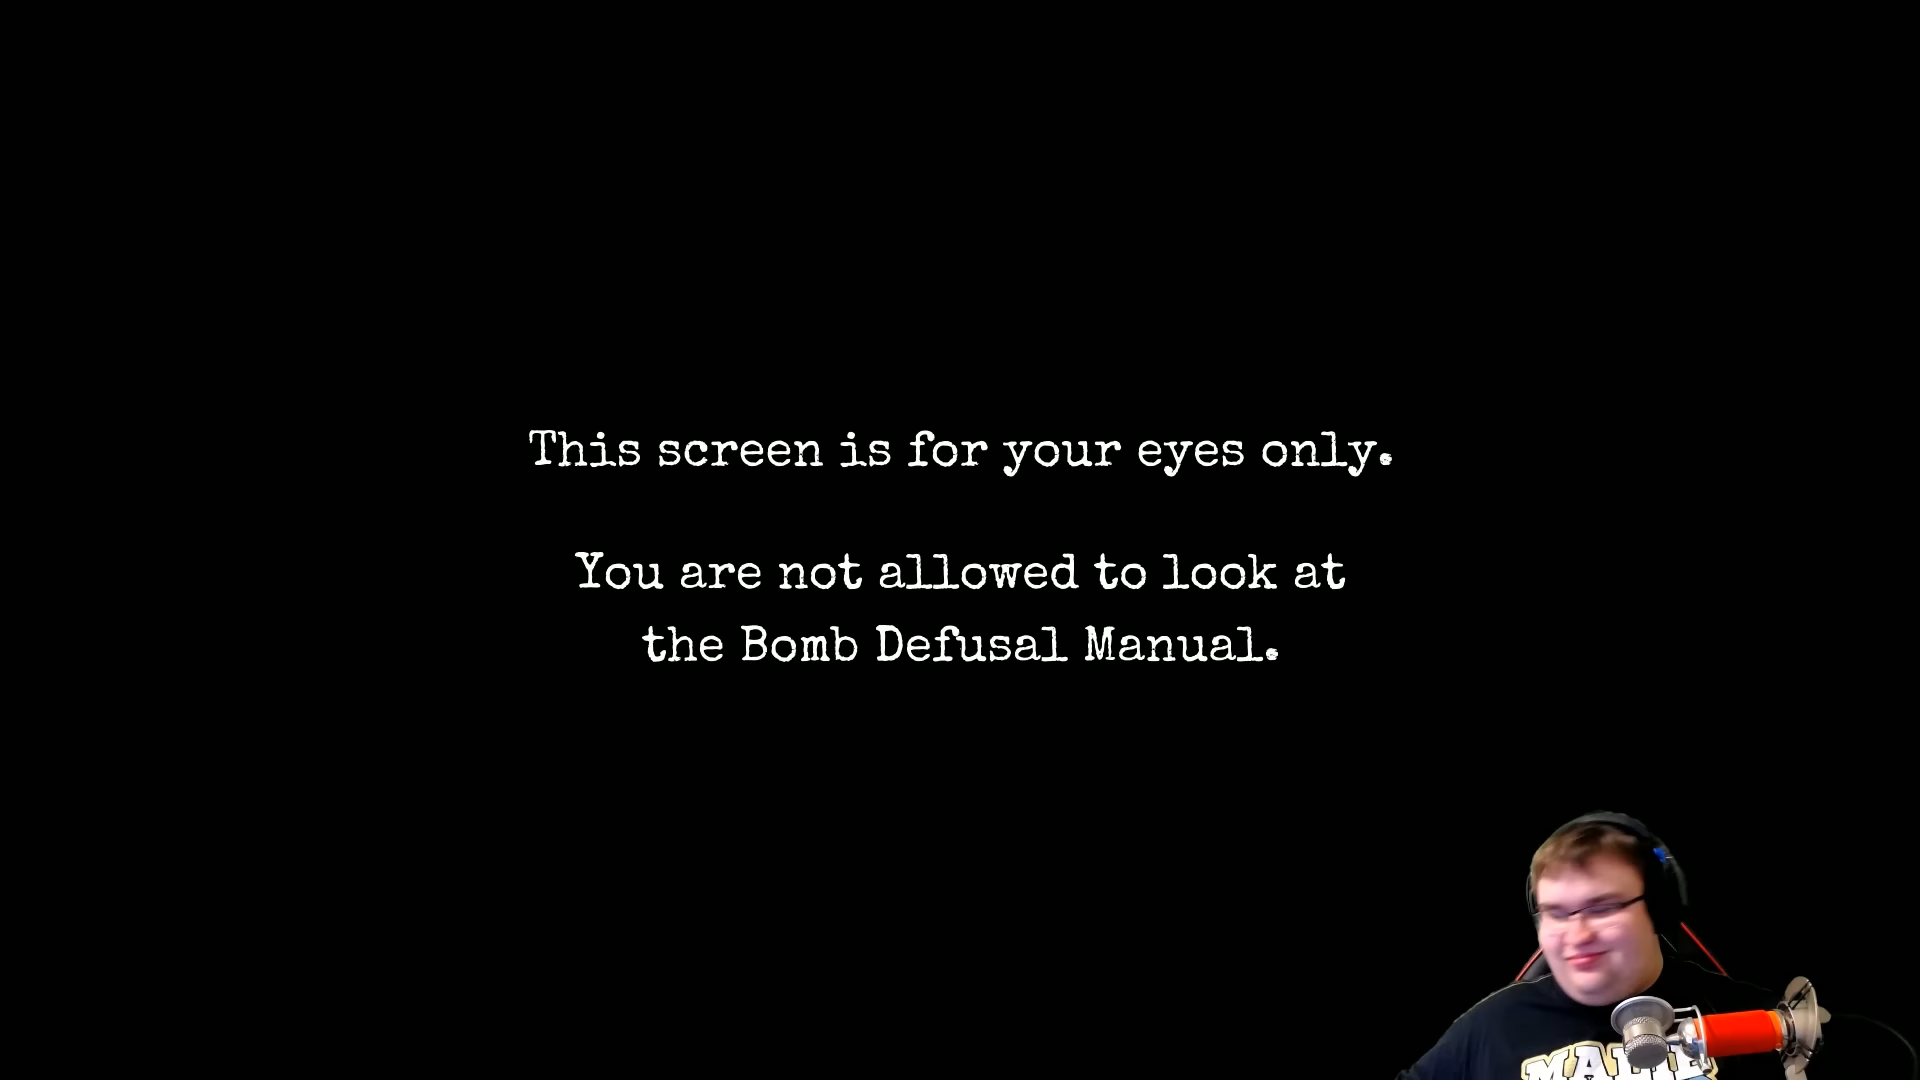 This screen is for your eyes only.
You are not allowed to look at
the Bomb Defusal Manual.